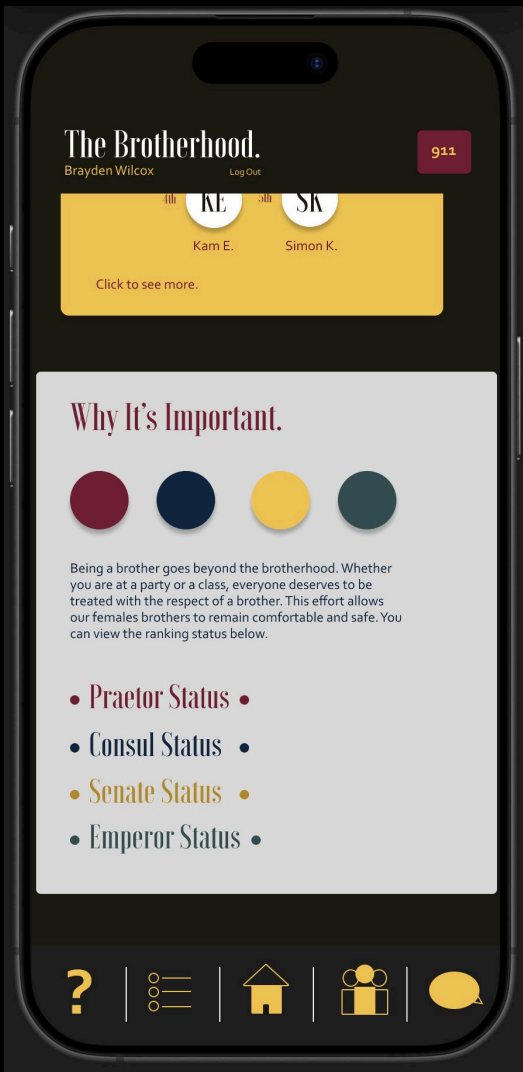 The Brotherhood.
911
Brayden Wilcox
Log Out
4th
KE
5th
SK
Kam E.
Simon K.
Click to see more.
Why It's Important.
Being a brother goes beyond the brotherhood. Whether
you are at a party or a class, everyone deserves to be
treated with the respect of a brother. This effort allows
our females brothers to remain comfortable and safe. You
can view the ranking status below.
• Praetor Status •
• Consul Status •
• Senate Status •
• Emperor Status •
?